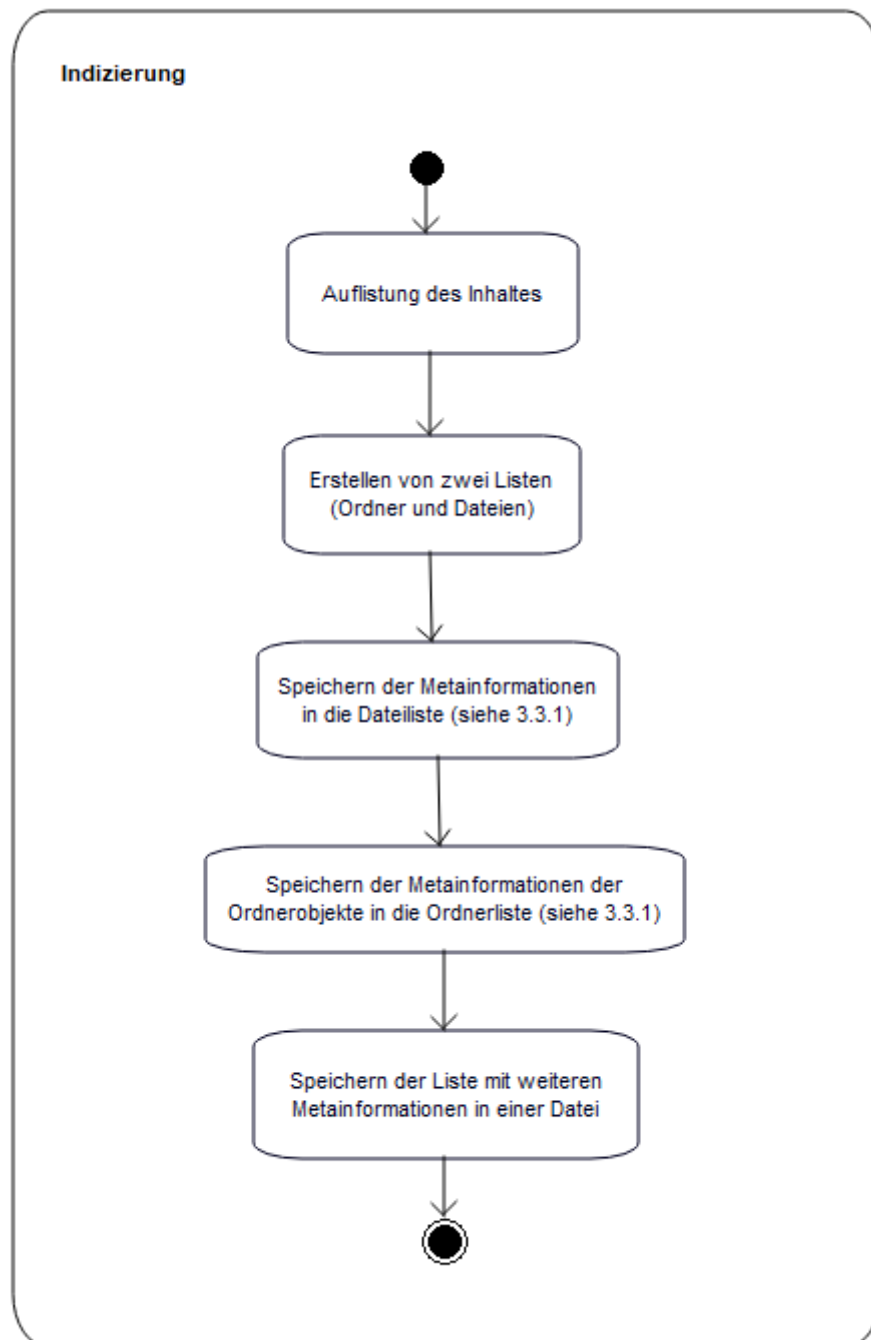 Indizierung
Auflistung des Inhaltes
Erstellen von zwei Listen
(Ordner und Dateien)
Speichern der Metainformationen
in die Dateiliste (siehe 3.3.1)
Speichern der Metainformationen der
Ordnerobjekte in die Ordnerliste (siehe 3.3.1)
Speichern der Liste mit weiteren
Metainformationen in einer Datei